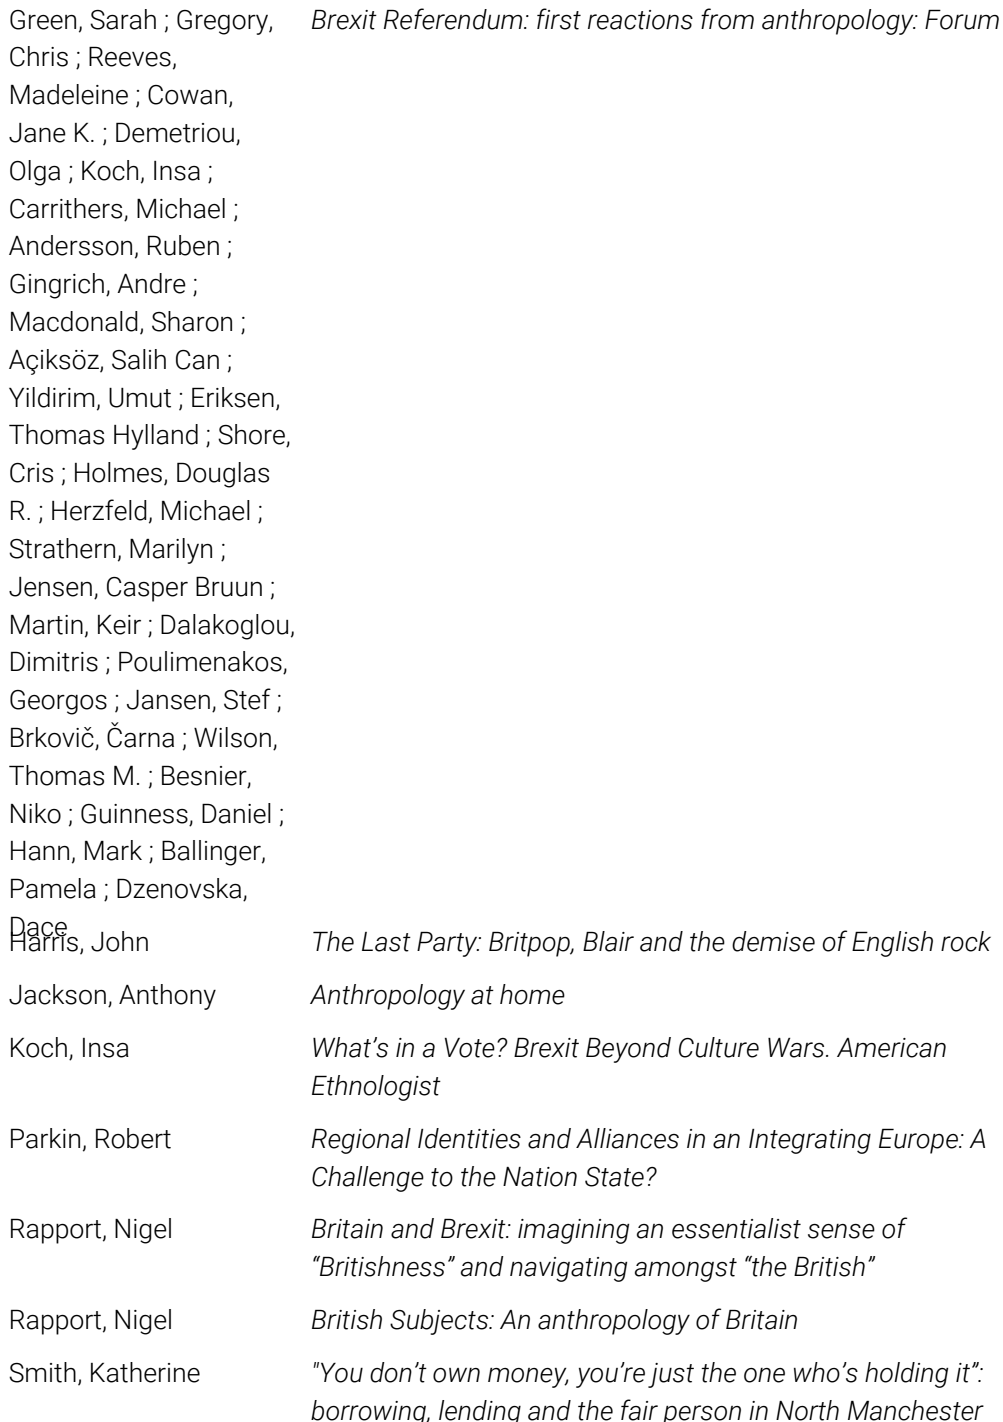 Green, Sarah ; Gregory, Brexit Referendum: first reactions from anthropology: Forum
Chris ; Reeves,
Madeleine ; Cowan,
Jane K. ; Demetriou,
Olga ; Koch, Insa ;
Carrithers, Michael ;
Andersson, Ruben ;
Gingrich, Andre ;
Macdonald, Sharon ;
Açiksöz, Salih Can ;
Yildirim, Umut ; Eriksen,
Thomas Hylland ; Shore,
Cris ; Holmes, Douglas
R. ; Herzfeld, Michael ;
Strathern, Marilyn ;
Jensen, Casper Bruun ;
Martin, Keir ; Dalakoglou,
Dimitris ; Poulimenakos,
Georgos ; Jansen, Stef ;
Brkovič, Čarna ; Wilson,
Thomas M. ; Besnier,
Niko ; Guinness, Daniel ;
Hann, Mark ; Ballinger,
Pamela ; Dzenovska,
Dace
Harris, John The Last Party: Britpop, Blair and the demise of English rock
Jackson, Anthony Anthropology at home
Koch, Insa What’s in a Vote? Brexit Beyond Culture Wars. American
Ethnologist
Parkin, Robert Regional Identities and Alliances in an Integrating Europe: A
Challenge to the Nation State?
Rapport, Nigel Britain and Brexit: imagining an essentialist sense of
“Britishness” and navigating amongst “the British”
Rapport, Nigel British Subjects: An anthropology of Britain
Smith, Katherine "You don’t own money, you’re just the one who’s holding it”:
borrowing, lending and the fair person in North Manchester